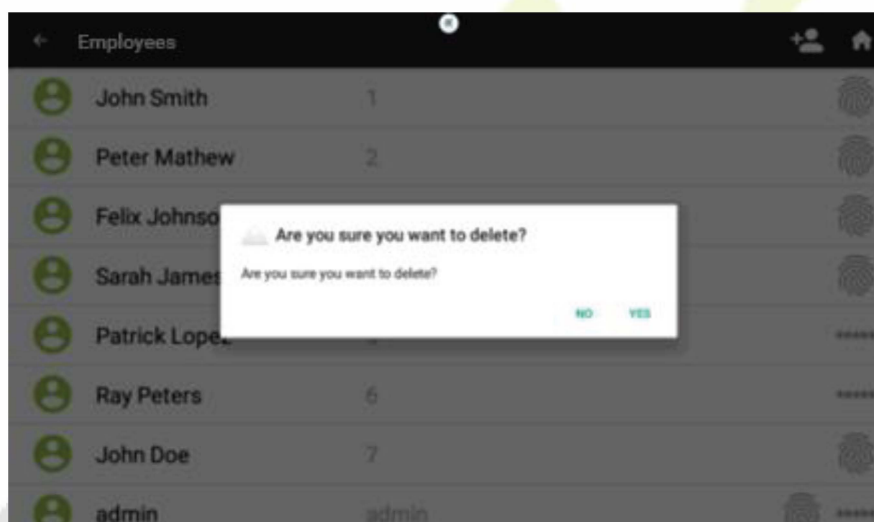 Employees
John Smith 1
Peter Mathew 2
Felix Johnso
Are you sure you want to delete?
Sarah James
Are you sure you want to delete?
NO YES
Patrick Lopez
*****
Ray Peters 6
*****
John Doe 7
admin admin
*****